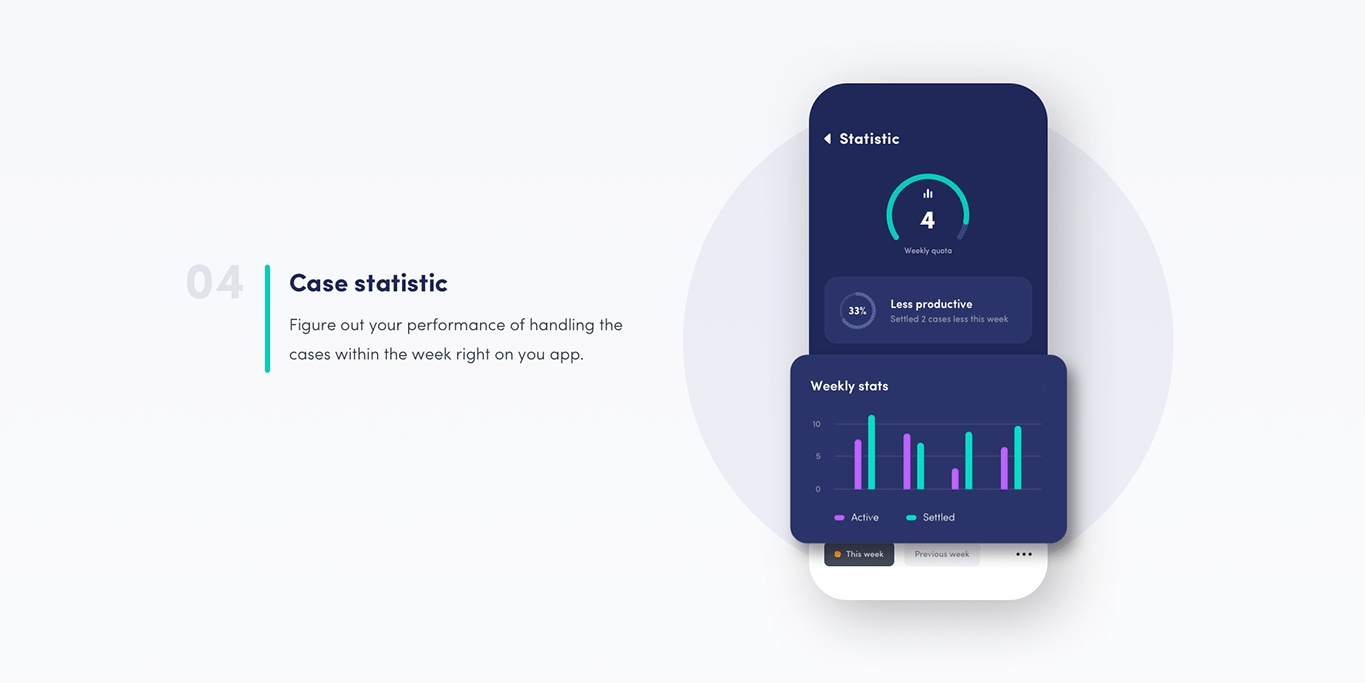 04
Case statistic
Figure out your performance of handling the
cases within the week right on you app.
Statistic
4
Weekly quota
33%
Less productive
Settled 2 cases less this week
Weekly stats
10
5
0
Active
Settled
This week
Previous week